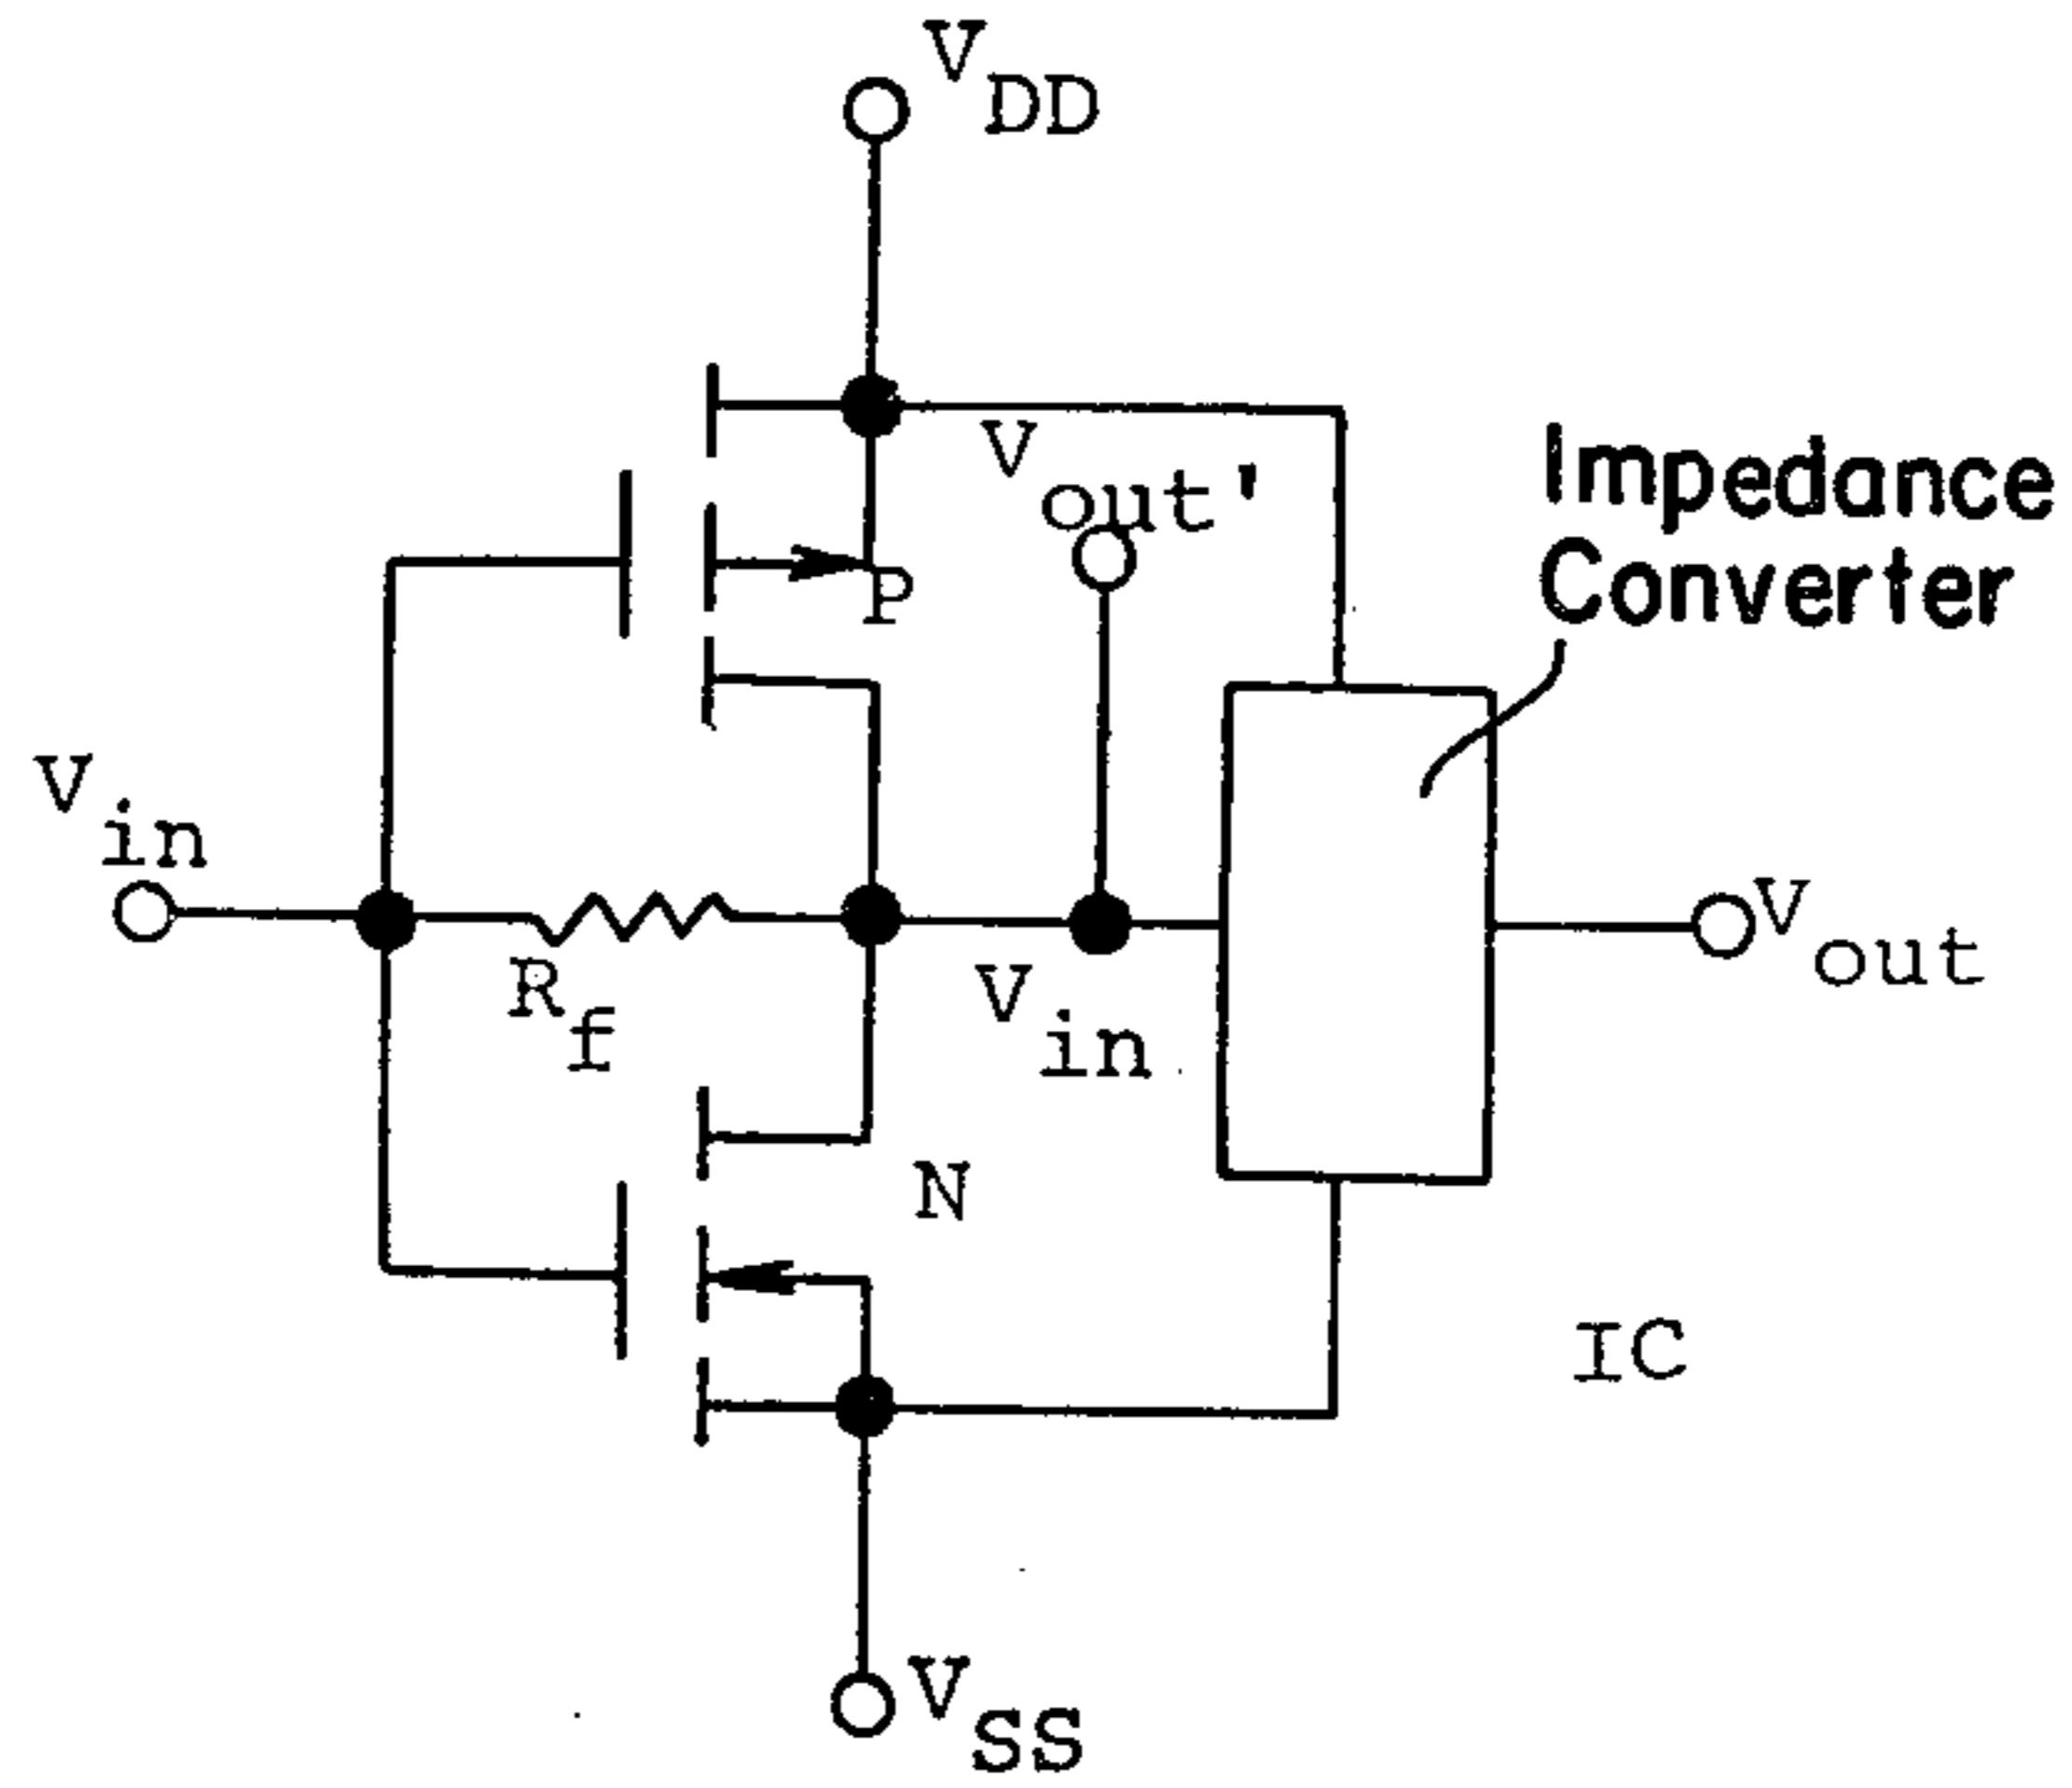 VDD
Vout'
Impedance
Converter
P
Vin
Vout
Rf
Vin
N
IC
VSS